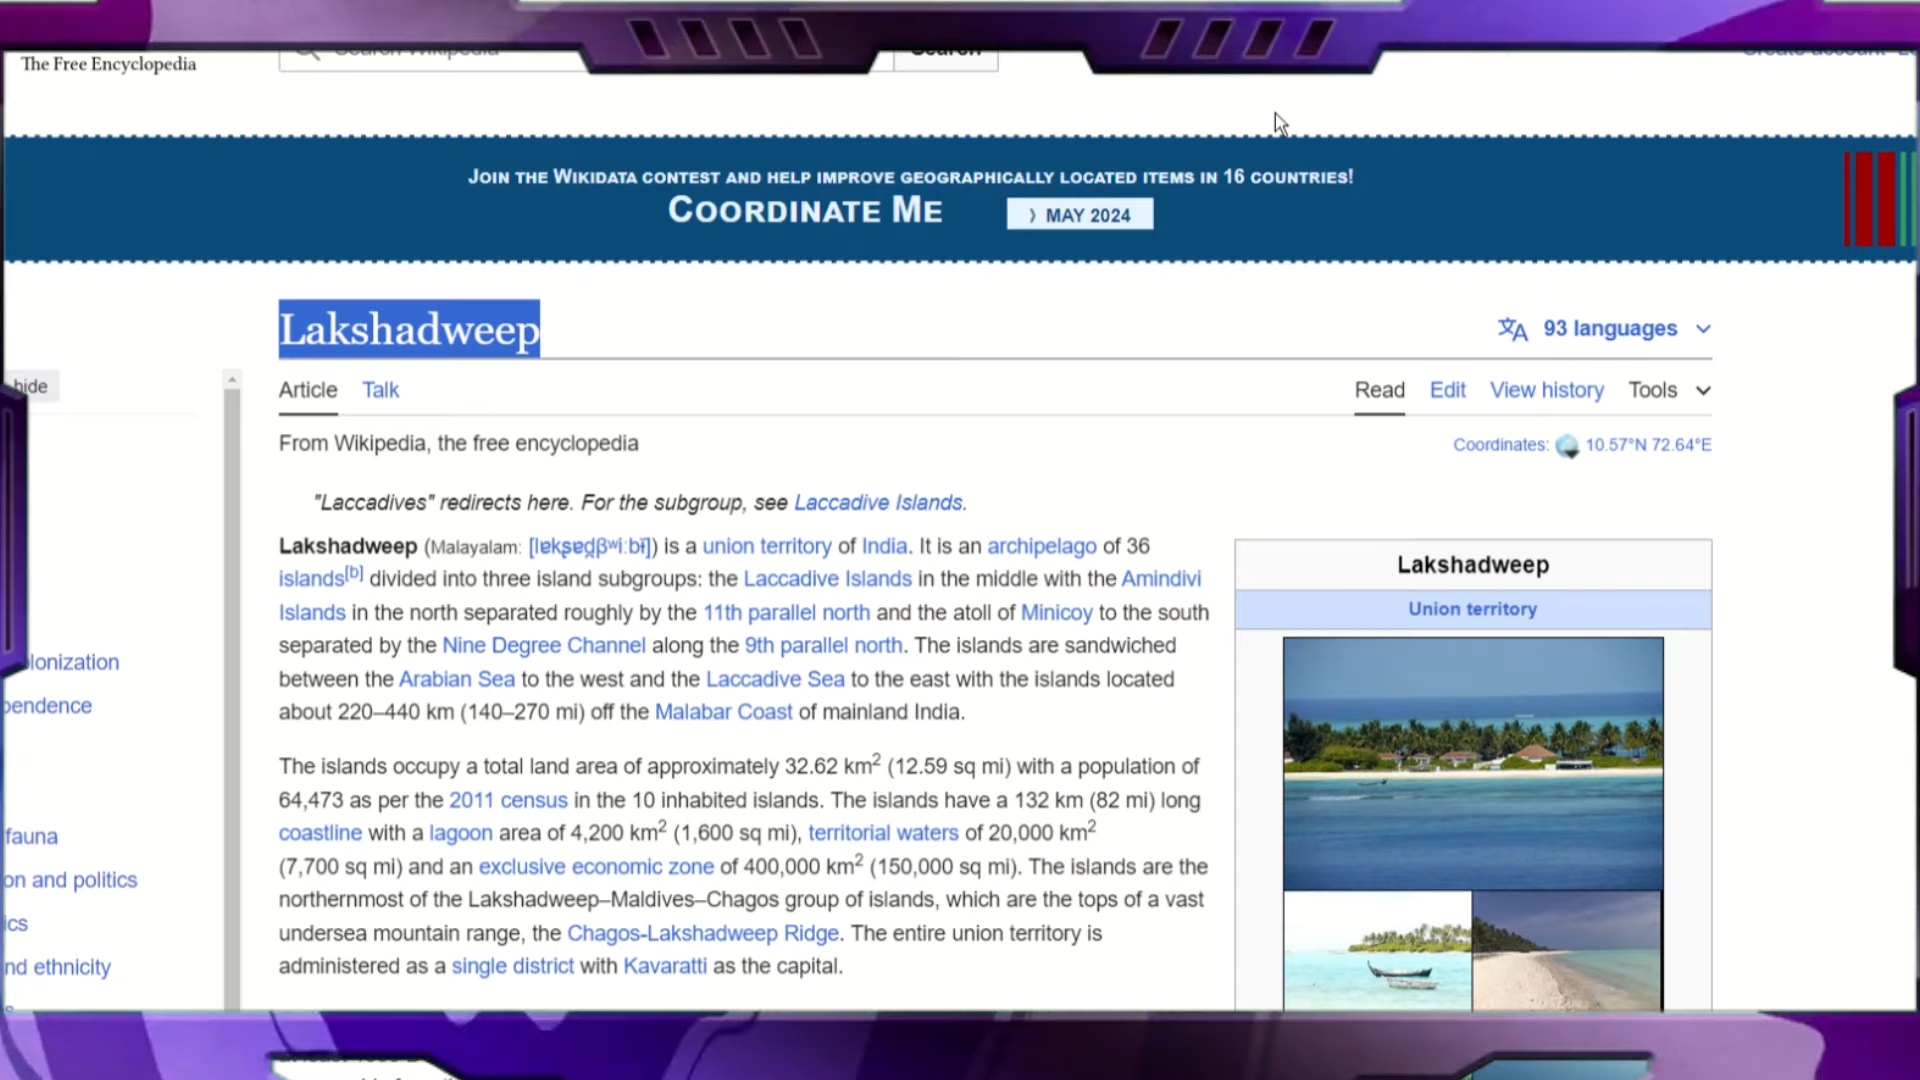 The Free Encyclopedia
Search Wikipedia
Search
JOIN THE WIKIDATA CONTEST AND HELP IMPROVE GEOGRAPHICALLY LOCATED ITEMS IN 16 COUNTRIES!
COORDINATE ME
⟩ MAY 2024
Lakshadweep
93 languages
hide
Article Talk
Read Edit View history Tools
From Wikipedia, the free encyclopedia
Coordinates: 10.57°N 72.64°E
"Laccadives" redirects here. For the subgroup, see Laccadive Islands.
Lakshadweep (Malayalam: is a union territory of India. It is an archipelago of 36
islands[b] divided into three island subgroups: the Laccadive Islands in the middle with the Amindivi
Islands in the north separated roughly by the 11th parallel north and the atoll of Minicoy to the south
separated by the Nine Degree Channel along the 9th parallel north. The islands are sandwiched
between the Arabian Sea to the west and the Laccadive Sea to the east with the islands located
about 220–440 km (140–270 mi) off the Malabar Coast of mainland India.
The islands occupy a total land area of approximately 32.62 km² (12.59 sq mi) with a population of
64,473 as per the 2011 census in the 10 inhabited islands. The islands have a 132 km (82 mi) long
coastline with a lagoon area of 4,200 km² (1,600 sq mi), territorial waters of 20,000 km²
(7,700 sq mi) and an exclusive economic zone of 400,000 km² (150,000 sq mi). The islands are the
northernmost of the Lakshadweep–Maldives–Chagos group of islands, which are the tops of a vast
undersea mountain range, the Chagos-Lakshadweep Ridge. The entire union territory is
administered as a single district with Kavaratti as the capital.
Lakshadweep
Union territory
lonization
pendence
fauna
on and politics
ics
nd ethnicity